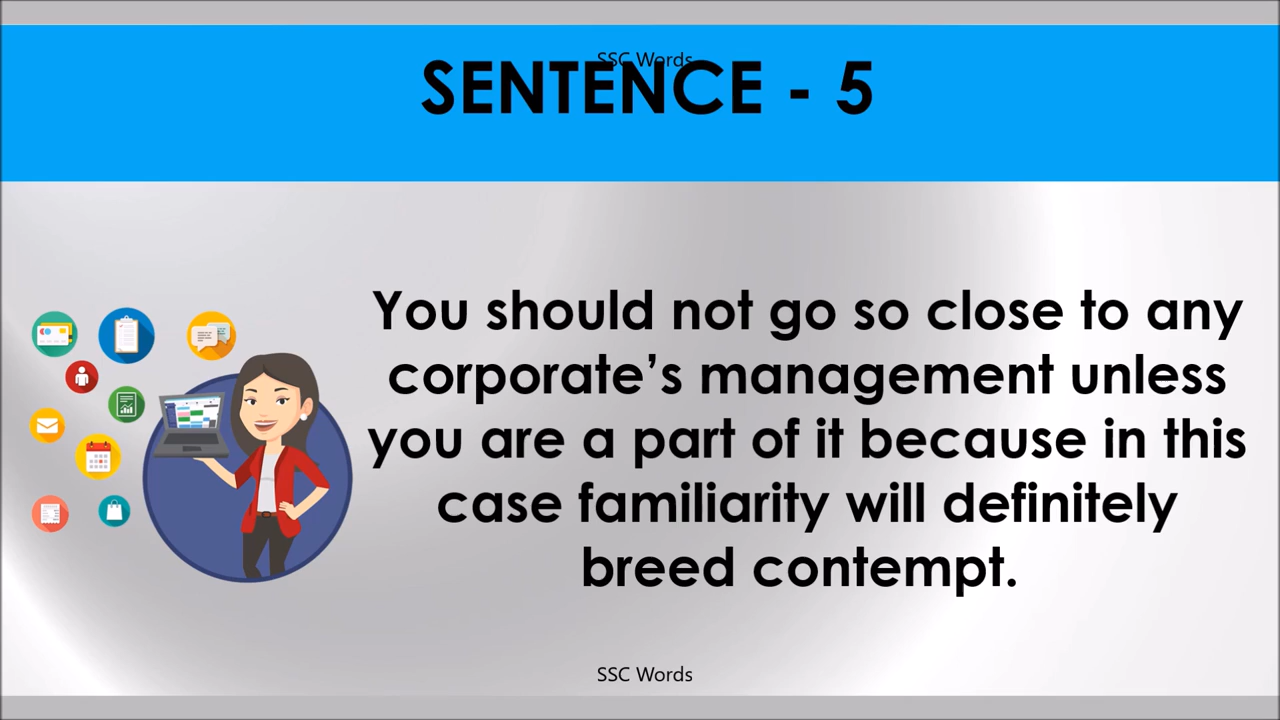 SSC Words
SENTENCE - 5
You should not go so close to any
corporate’s management unless
you are a part of it because in this
case familiarity will definitely
breed contempt.
SSC Words